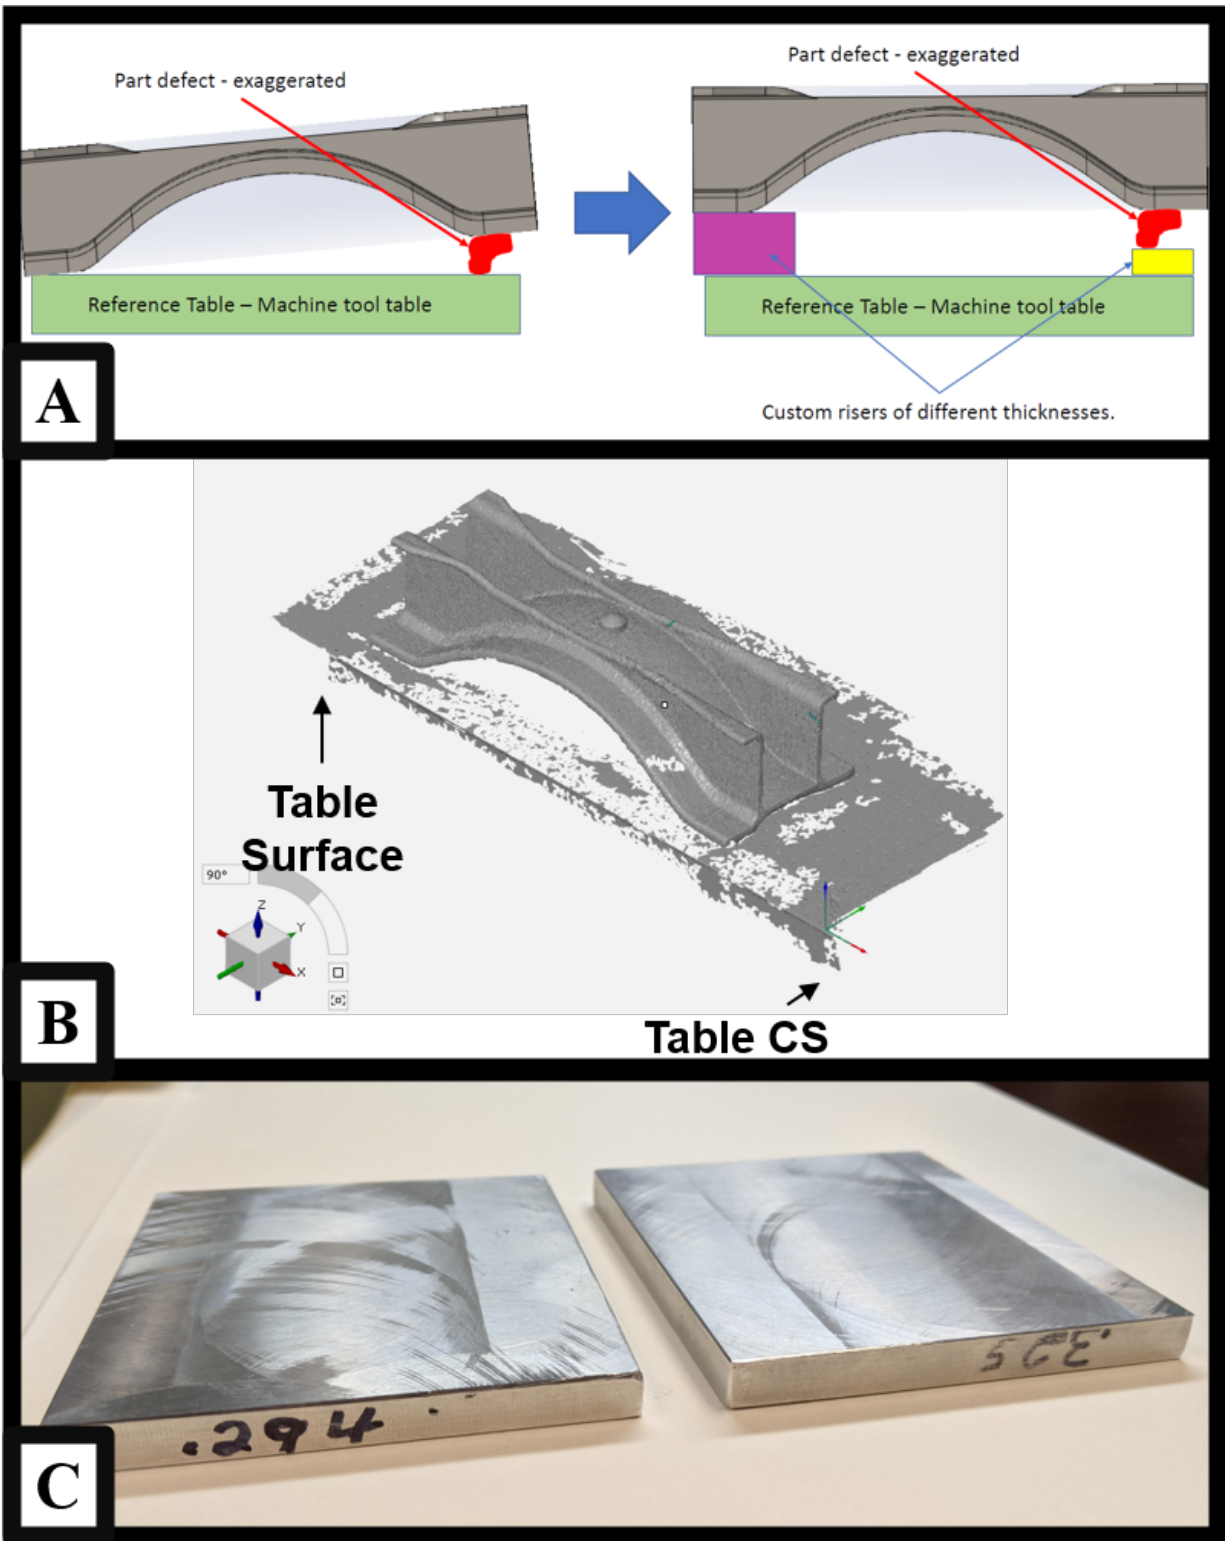 Part defect - exaggerated
Part defect - exaggerated
Reference Table – Machine tool table
Reference Table – Machine tool table
Custom risers of different thicknesses.
A
Table
Surface
90°
Z
Y
X
Table CS
B
.294
C